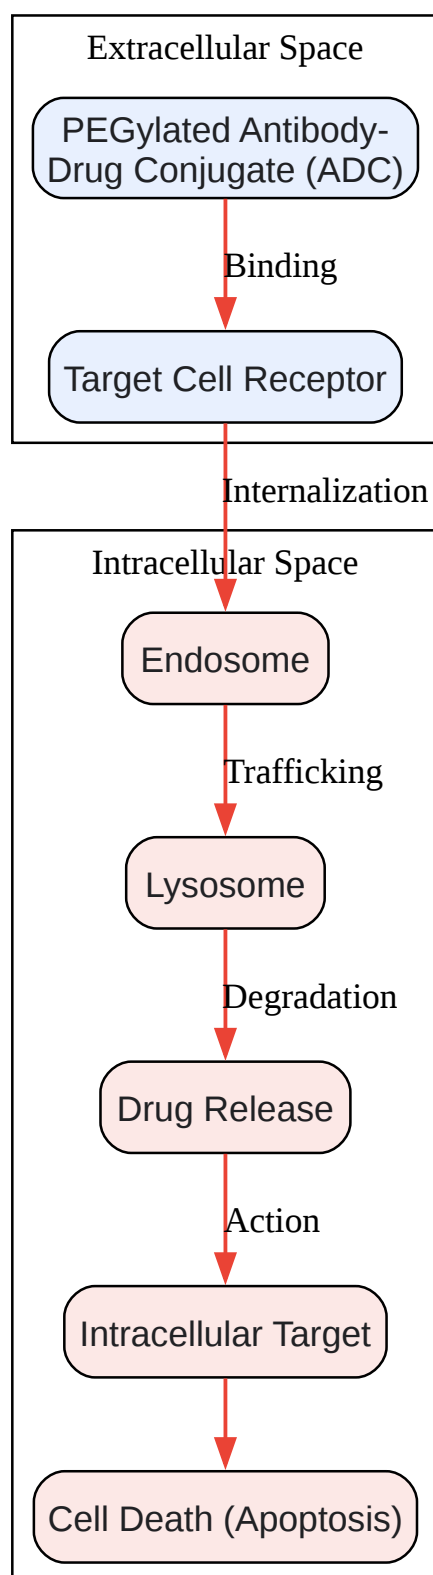 Extracellular Space
PEGylated Antibody-
Drug Conjugate (ADC)
Binding
Target Cell Receptor
Internalization
Intracellular Space
Endosome
Trafficking
Lysosome
Degradation
Drug Release
Action
Intracellular Target
Cell Death (Apoptosis)